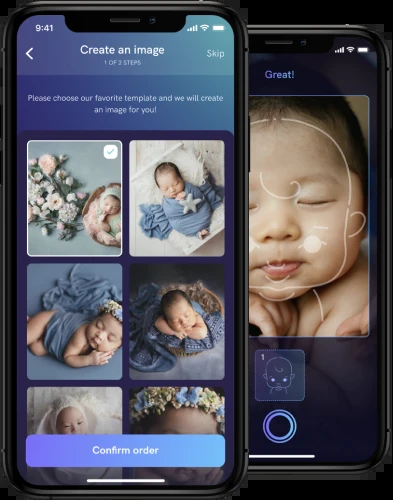 9:41
Create an image
Skip
1 OF 2 STEPS
Please choose our favorite template and we will create
an image for you!
Confirm order
Great!
1